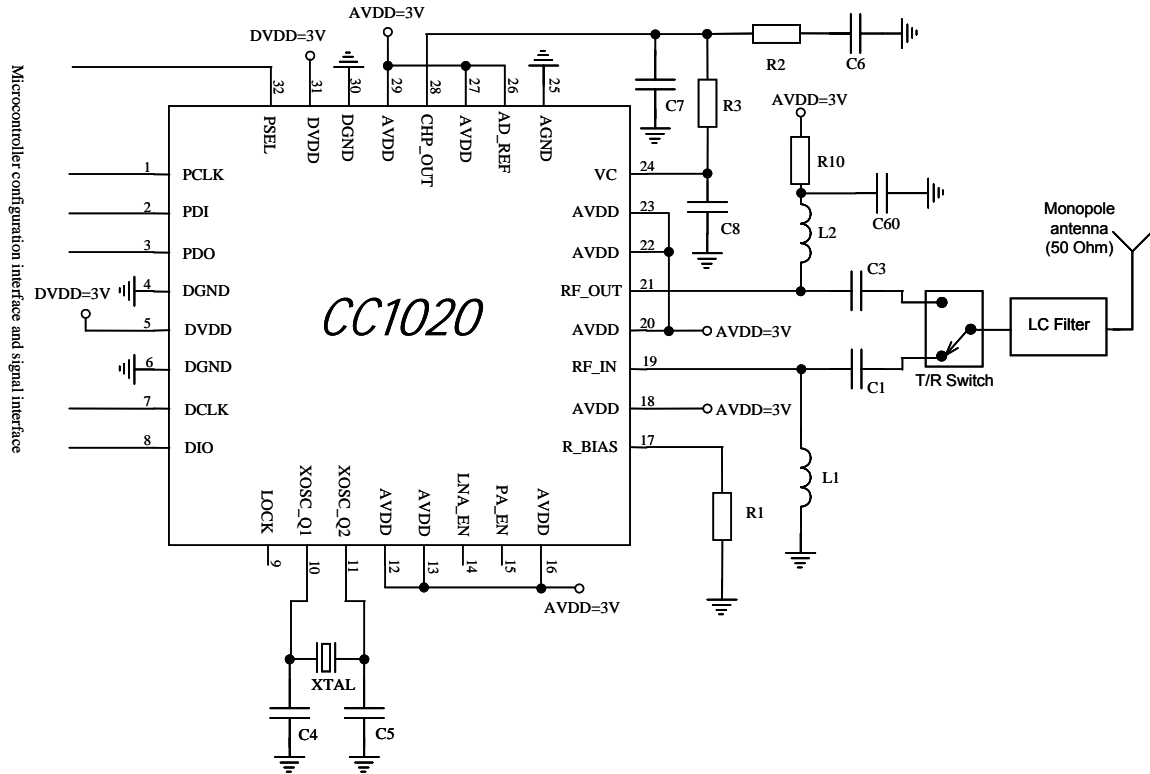 AVDD=3V
DVDD=3V
R2
C6
C7
R3
AVDD=3V
R10
C60
L2
C8
Microcontroller configuration interface and signal interface
32
31
30
29
28
27
26
25
PSEL
DVDD
DGND
AVDD
CHP_OUT
AVDD
AD_REF
AGND
1 PCLK
2 PDI
3 PDO
4 DGND
DVDD=3V
5 DVDD
6 DGND
7 DCLK
8 DIO
CC1020
VC 24
AVDD 23
AVDD 22
RF_OUT 21
AVDD 20
AVDD=3V
RF_IN 19
AVDD 18
AVDD=3V
R_BIAS 17
C3
C1
T/R Switch
LC Filter
Monopole
antenna
(50 Ohm)
R1
L1
LOCK
XOSC_Q1
XOSC_Q2
AVDD
AVDD
LNA_EN
PA_EN
AVDD
9
10
11
12
13
14
15
16
AVDD=3V
XTAL
C4
C5